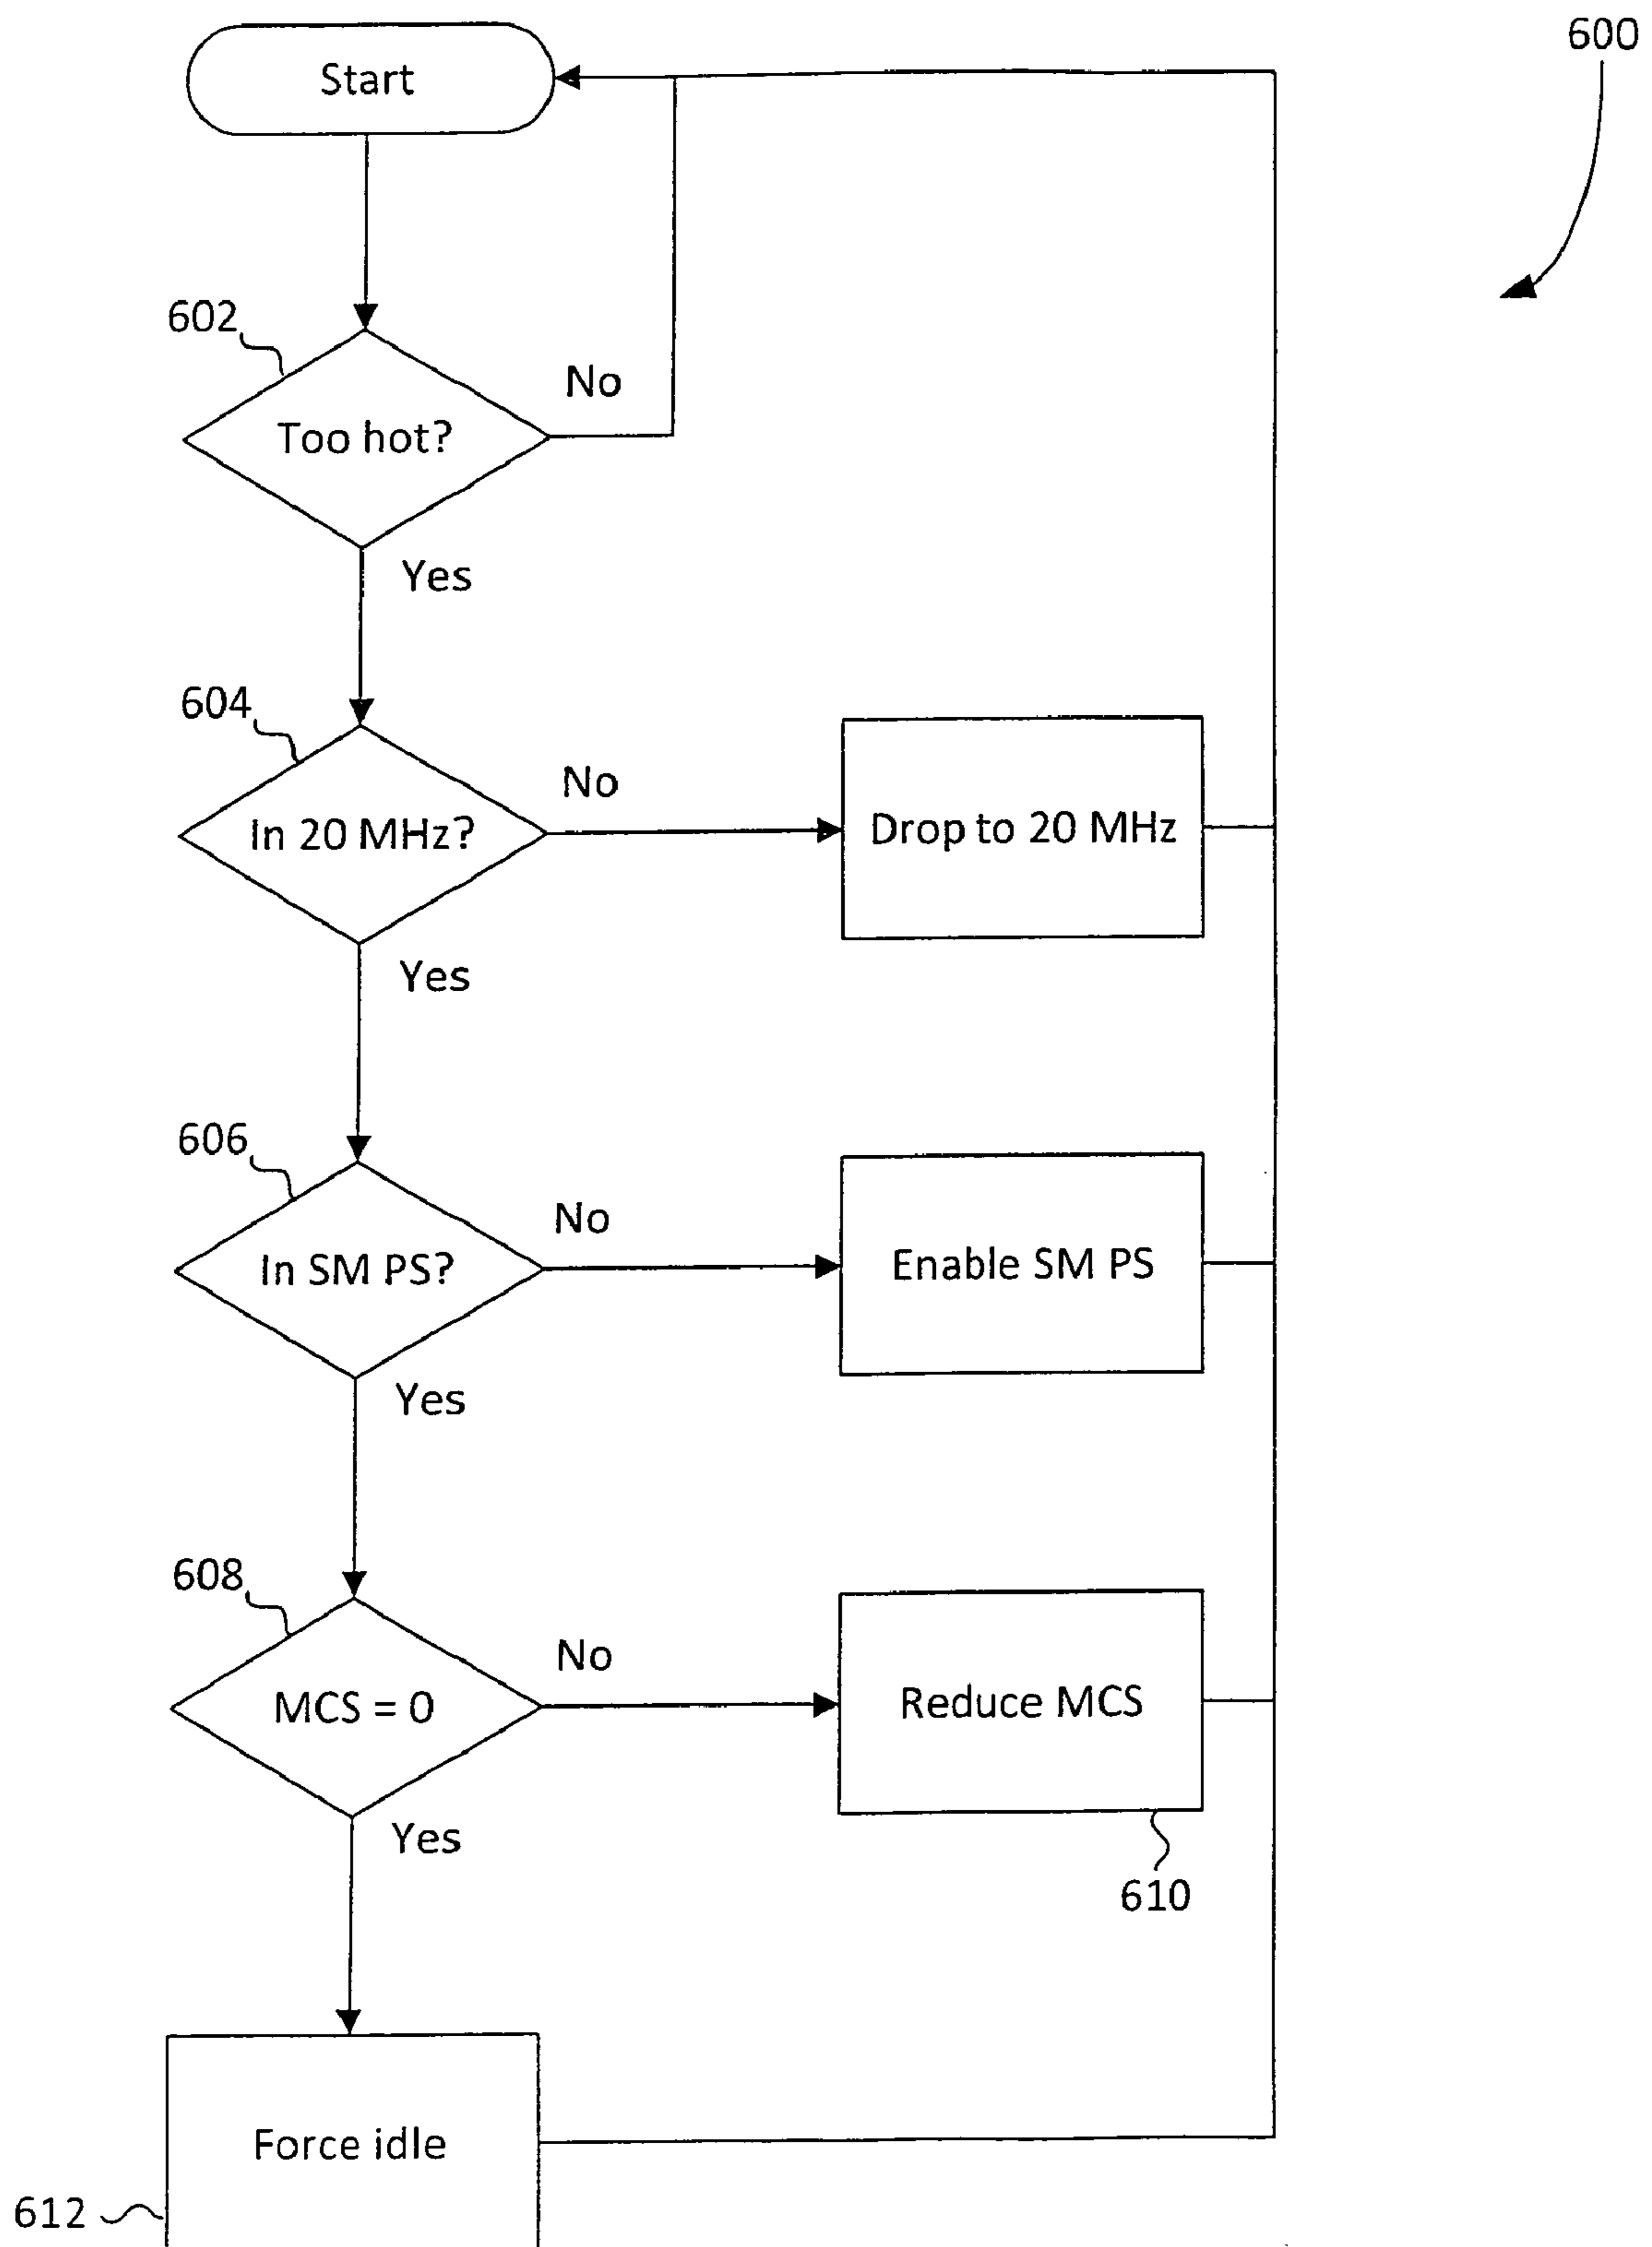 600
Start
602
No
Too hot?
Yes
604
No
In 20 MHz?
Drop to 20 MHz
Yes
606
No
In SM PS?
Enable SM PS
Yes
608
No
MCS = 0
Reduce MCS
Yes
610
Force idle
612